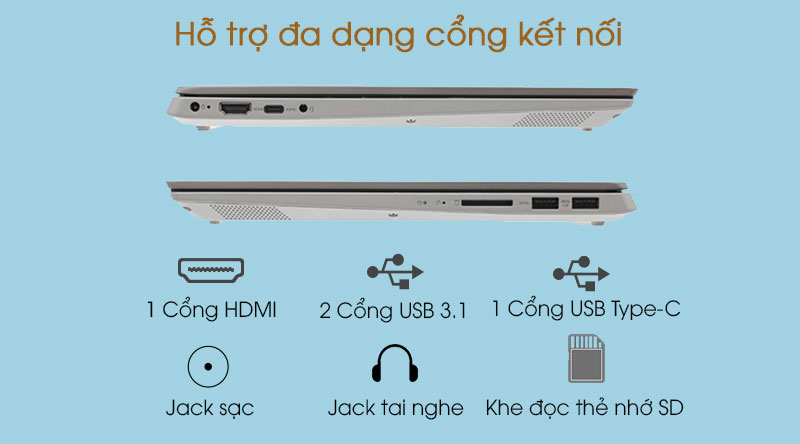 Hỗ trợ đa dạng cổng kết nối
1 Cổng HDMI
2 Cổng USB 3.1
1 Cổng USB Type-C
Jack sạc
Jack tai nghe
Khe đọc thẻ nhớ SD